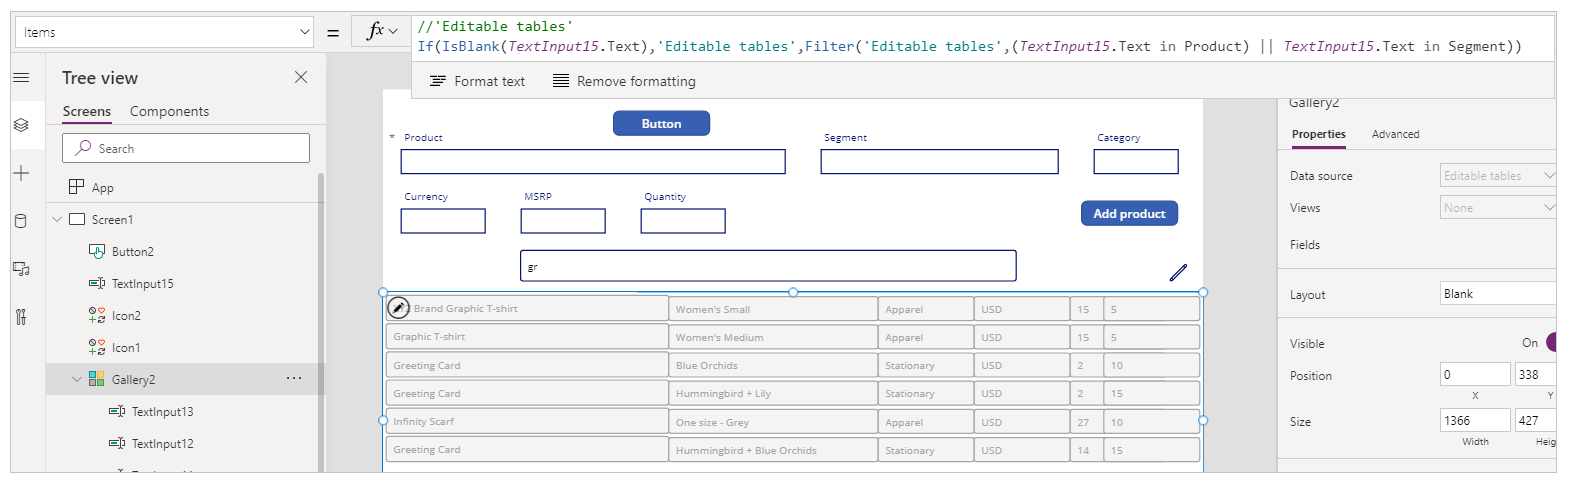 Items
=
fx
//'Editable tables'
If(IsBlank(TextInput15.Text),'Editable tables',Filter('Editable tables',(TextInput15.Text in Product) || TextInput15.Text in Segment))
Format text
Remove formatting
Tree view
Screens
Components
Search
App
Screen1
Button2
TextInput15
Icon2
Icon1
Gallery2
...
TextInput13
TextInput12
Button
* Product
Segment
Category
Currency
MSRP
Quantity
Add product
gr
Brand Graphic T-shirt Women's Small Apparel USD 15 5
Graphic T-shirt Women's Medium Apparel USD 15 5
Greeting Card Blue Orchids Stationary USD 2 10
Greeting Card Hummingbird + Lily Stationary USD 2 15
Infinity Scarf One size - Grey Apparel USD 27 10
Greeting Card Hummingbird + Blue Orchids Stationary USD 14 15
Gallery2
Properties
Advanced
Data source
Editable tables
Views
None
Fields
Layout
Blank
Visible
On
Position
0
338
X
Y
Size
1366
427
Width
Heig